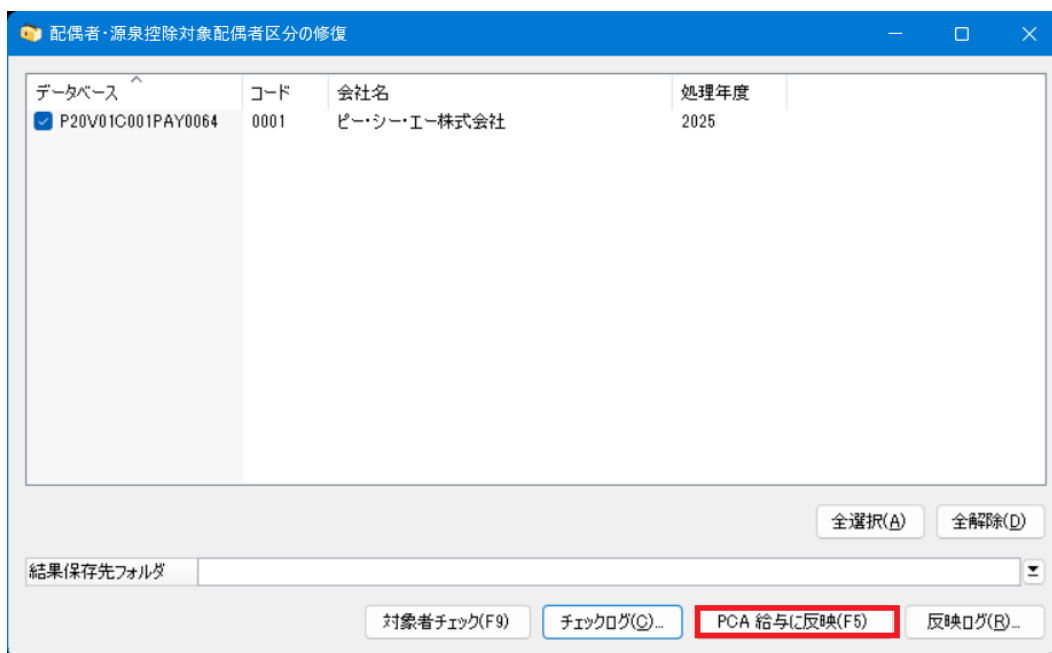 配偶者・源泉控除対象配偶者区分の修復
データベース コード 会社名 処理年度
P20V01C001PAY0064 0001 ピー・シー・エー株式会社 2025
全選択(A) 全解除(D)
結果保存先フォルダ
対象者チェック(F9) チェックログ(C)... PCA 給与に反映(F5) 反映ログ(R)...